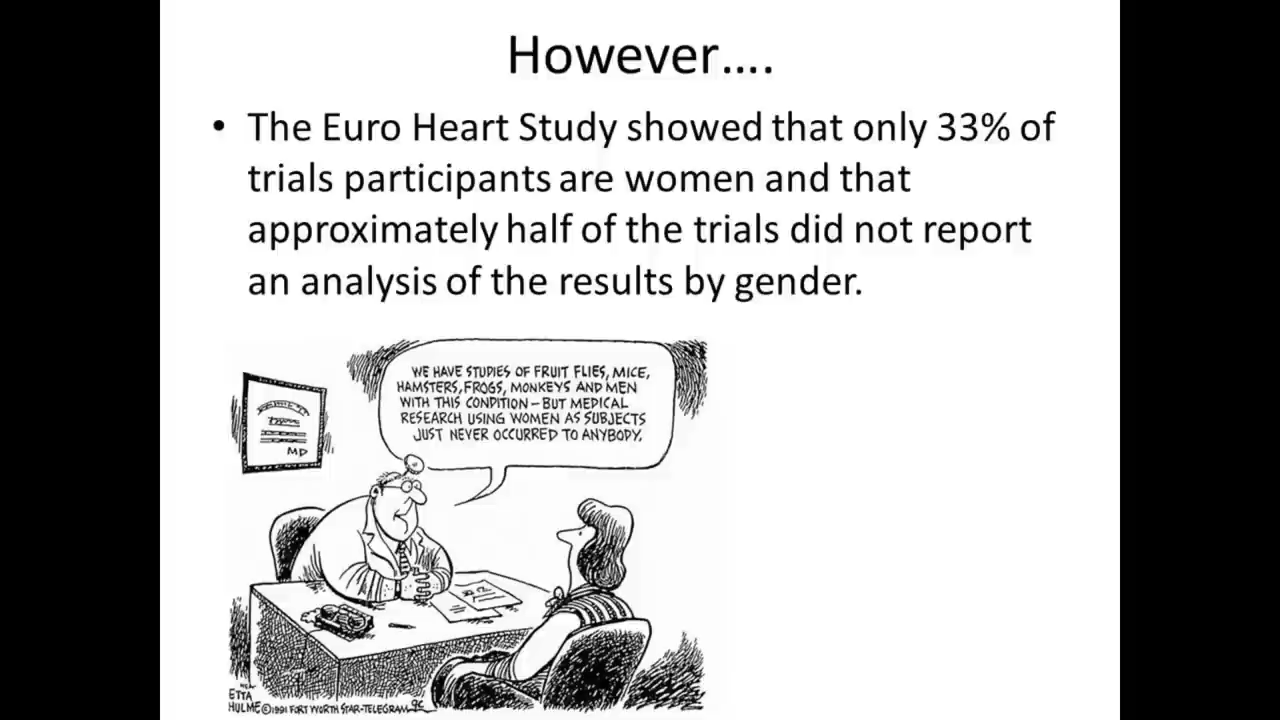 However....
• The Euro Heart Study showed that only 33% of
trials participants are women and that
approximately half of the trials did not report
an analysis of the results by gender.
WE HAVE STUDIES OF FRUIT FLIES, MICE,
HAMSTERS, FROGS, MONKEYS AND MEN
WITH THIS CONDITION – BUT MEDICAL
RESEARCH USING WOMEN AS SUBJECTS
JUST NEVER OCCURRED TO ANYBODY.
MD
ETTA
HULME ©1991 FORT WORTH STAR-TELEGRAM